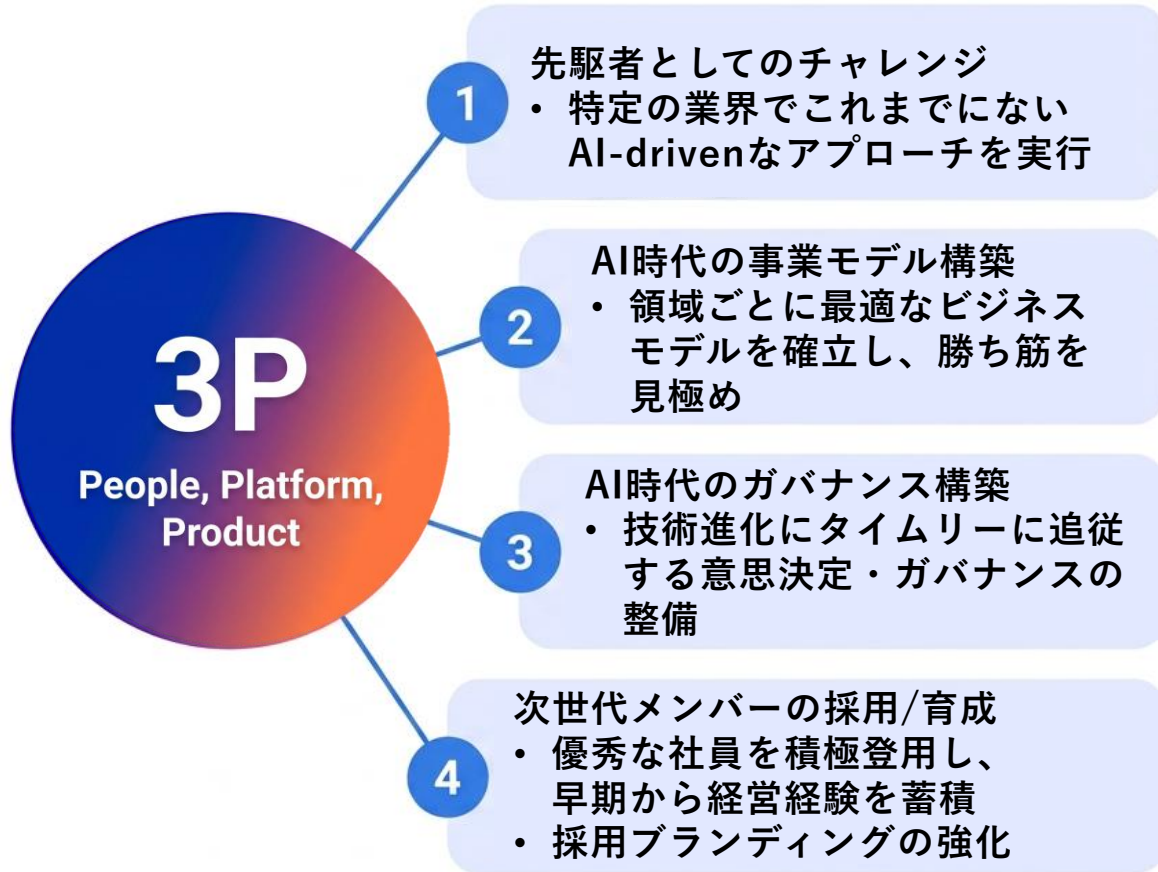 3P
People, Platform,
Product
1
先駆者としてのチャレンジ
• 特定の業界でこれまでにない
AI-drivenなアプローチを実行
2
AI時代の事業モデル構築
• 領域ごとに最適なビジネス
モデルを確立し、勝ち筋を
見極め
3
AI時代のガバナンス構築
• 技術進化にタイムリーに追従
する意思決定・ガバナンスの
整備
4
次世代メンバーの採用/育成
• 優秀な社員を積極登用し、
早期から経営経験を蓄積
• 採用ブランディングの強化